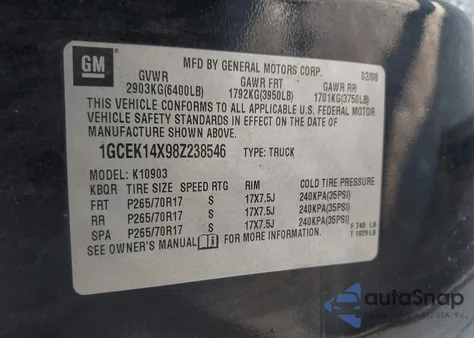 GM
MFD BY GENERAL MOTORS CORP. 02/08
GVWR GAWR FRT GAWR RR
2903KG(6400LB) 1792KG(3950LB) 1701KG(3750LB)
THIS VEHICLE CONFORMS TO ALL APPLICABLE U.S. FEDERAL MOTOR
VEHICLE SAFETY STANDARDS IN EFFECT ON THE DATE OF
MANUFACTURE SHOWN ABOVE.
1GCEK14X98Z238546 TYPE: TRUCK
MODEL: K10903
KBQR TIRE SIZE SPEED RTG RIM COLD TIRE PRESSURE
FRT P265/70R17 S 17X7.5J 240KPA(35PSI)
RR P265/70R17 S 17X7.5J 240KPA(35PSI)
SPA P265/70R17 S 17X7.5J 240KPA(35PSI)
SEE OWNER'S MANUAL FOR MORE INFORMATION.
F 740 LB
T 1029 LB
autoSnap